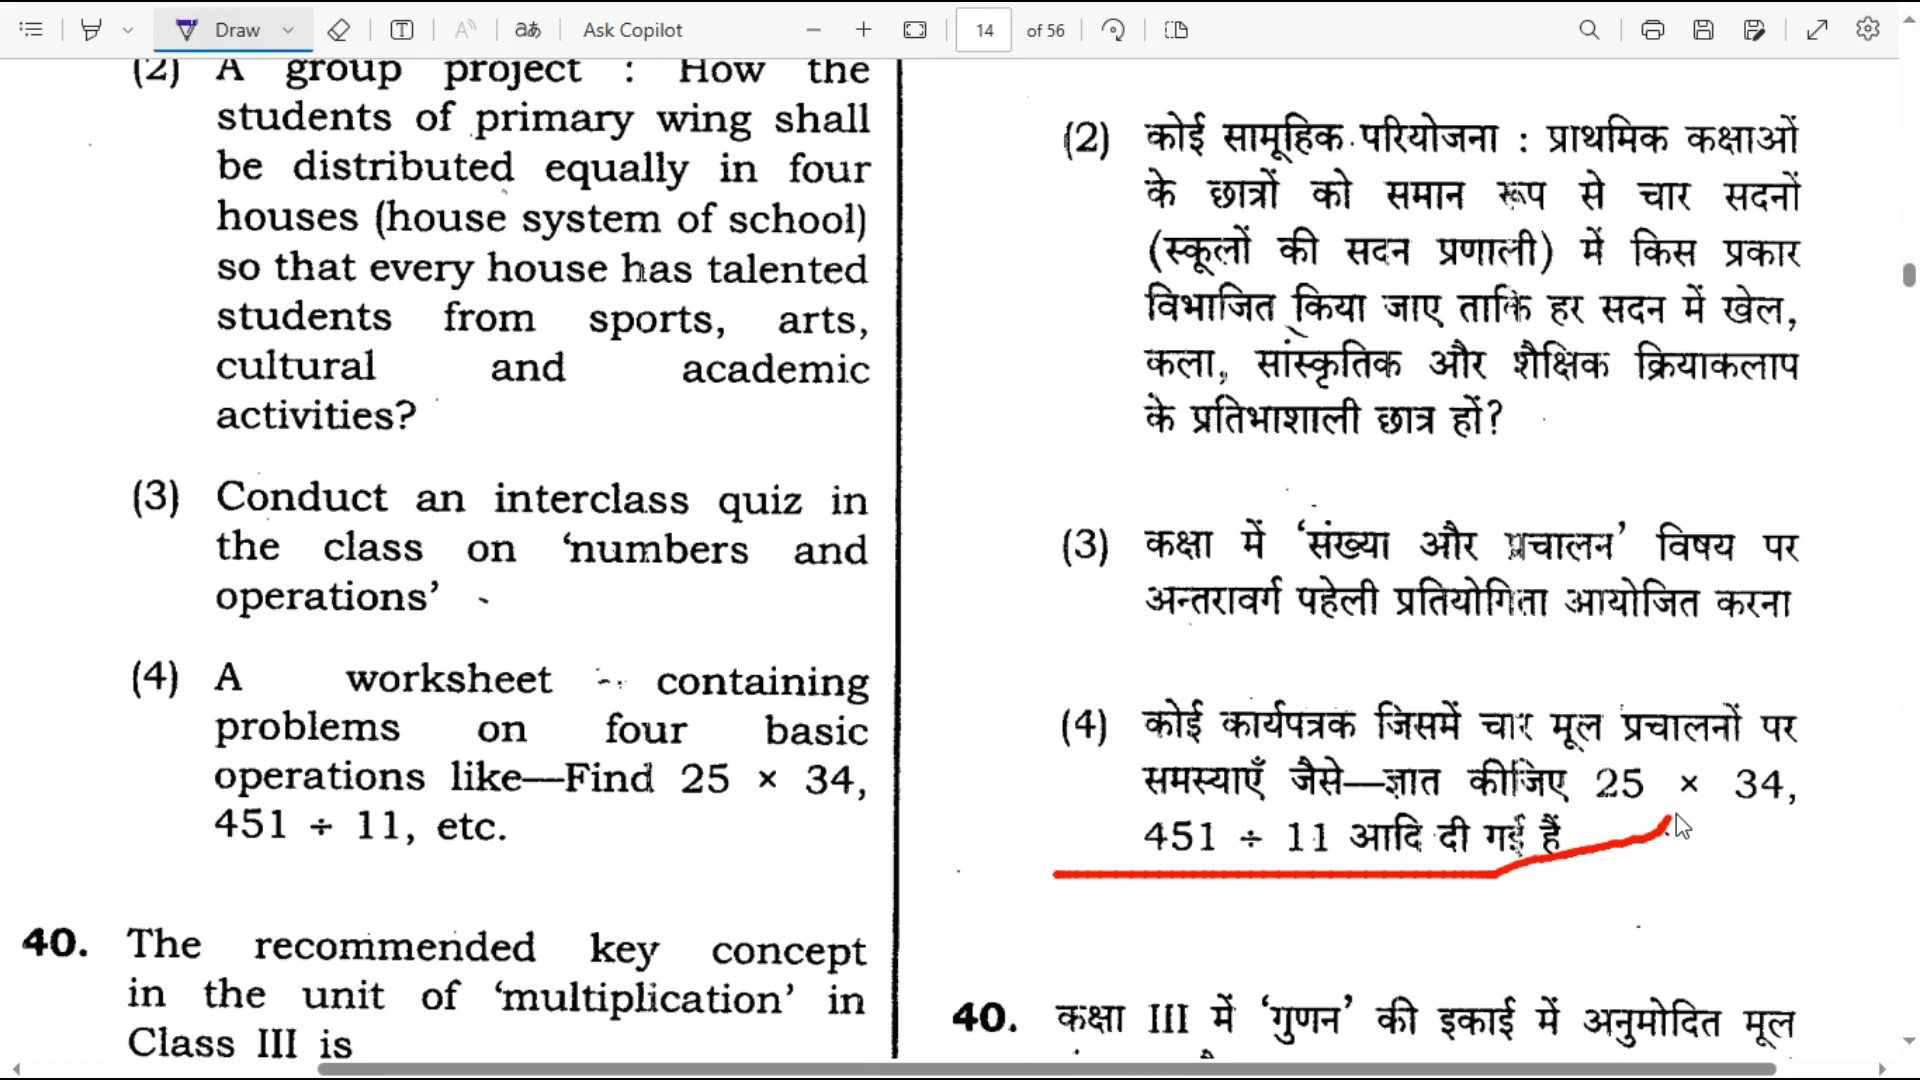 Draw
Ask Copilot
14 of 56
(2) A group project : How the
students of primary wing shall
be distributed equally in four
houses (house system of school)
so that every house has talented
students from sports, arts,
cultural and academic
activities?
(3) Conduct an interclass quiz in
the class on ‘numbers and
operations’
(4) A worksheet containing
problems on four basic
operations like—Find 25 × 34,
451 ÷ 11, etc.
40. The recommended key concept
in the unit of ‘multiplication’ in
Class III is
(2) कोई सामूहिक परियोजना : प्राथमिक कक्षाओं
के छात्रों को समान रूप से चार सदनों
(स्कूलों की सदन प्रणाली) में किस प्रकार
विभाजित किया जाए ताकि हर सदन में खेल,
कला, सांस्कृतिक और शैक्षिक क्रियाकलाप
के प्रतिभाशाली छात्र हों?
(3) कक्षा में ‘संख्या और प्रचालन’ विषय पर
अन्तरावर्ग पहेली प्रतियोगिता आयोजित करना
(4) कोई कार्यपत्रक जिसमें चार मूल प्रचालनों पर
समस्याएँ जैसे—ज्ञात कीजिए 25 × 34,
451 ÷ 11 आदि दी गई हैं
40. कक्षा III में ‘गुणन’ की इकाई में अनुमोदित मूल